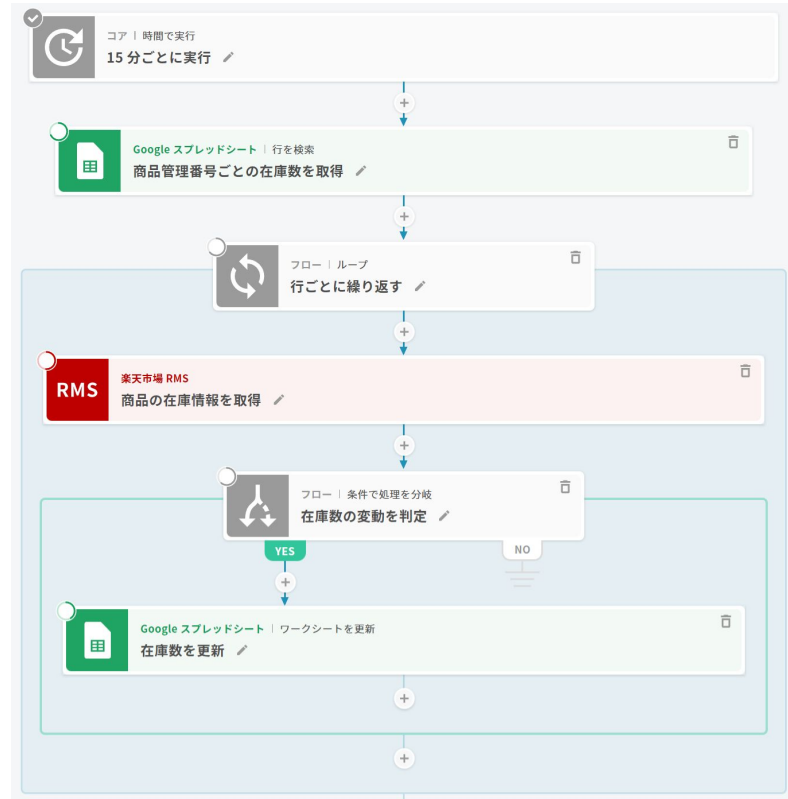 コア | 時間で実行
15 分ごとに実行
Google スプレッドシート | 行を検索
商品管理番号ごとの在庫数を取得
フロー | ループ
行ごとに繰り返す
RMS
楽天市場 RMS
商品の在庫情報を取得
フロー | 条件で処理を分岐
在庫数の変動を判定
YES
NO
Google スプレッドシート | ワークシートを更新
在庫数を更新